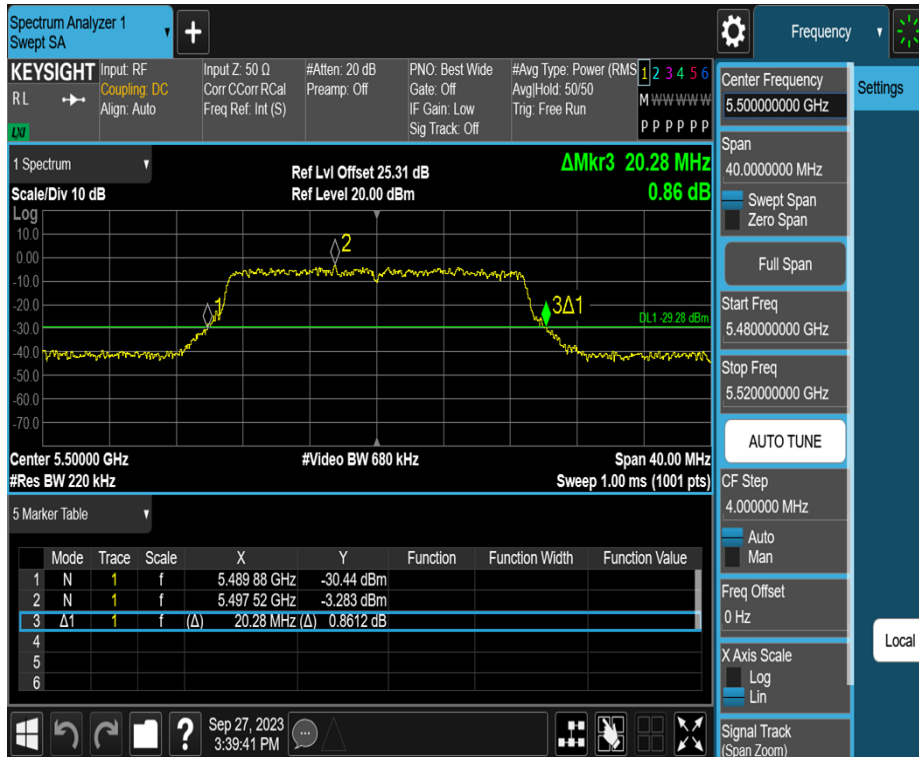 Spectrum Analyzer 1
Swept SA
Frequency
KEYSIGHT
R L
LXI
Input: RF
Coupling: DC
Align: Auto
Input Z: 50 Ω
Corr CCorr RCal
Freq Ref: Int (S)
#Atten: 20 dB
Preamp: Off
PNO: Best Wide
Gate: Off
IF Gain: Low
Sig Track: Off
#Avg Type: Power (RMS
Avg|Hold: 50/50
Trig: Free Run
1 2 3 4 5 6
M W W W W W
P P P P P P
1 Spectrum
Scale/Div 10 dB
Ref Lvl Offset 25.31 dB
Ref Level 20.00 dBm
ΔMkr3 20.28 MHz
0.86 dB
Log
10.0
0.00
-10.0
-20.0
-30.0
-40.0
-50.0
-60.0
-70.0
1
2
3Δ1
DL1 -29.28 dBm
Center 5.50000 GHz
#Video BW 680 kHz
Span 40.00 MHz
#Res BW 220 kHz
Sweep 1.00 ms (1001 pts)
5 Marker Table
Mode Trace Scale X Y Function Function Width Function Value
1 N 1 f 5.489 88 GHz -30.44 dBm
2 N 1 f 5.497 52 GHz -3.283 dBm
3 Δ1 1 f (Δ) 20.28 MHz (Δ) 0.8612 dB
4
5
6
Sep 27, 2023
3:39:41 PM
Center Frequency
5.500000000 GHz
Span
40.0000000 MHz
Swept Span
Zero Span
Full Span
Start Freq
5.480000000 GHz
Stop Freq
5.520000000 GHz
AUTO TUNE
CF Step
4.000000 MHz
Auto
Man
Freq Offset
0 Hz
X Axis Scale
Log
Lin
Signal Track
(Span Zoom)
Settings
Local